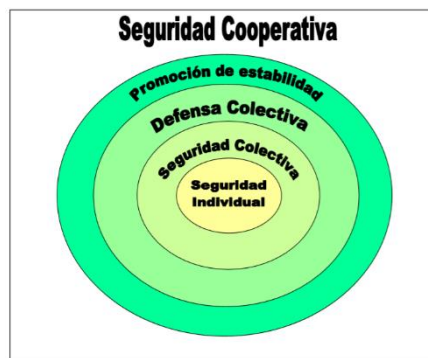 Seguridad Cooperativa
Promoción de estabilidad
Defensa Colectiva
Seguridad Colectiva
Seguridad
Individual